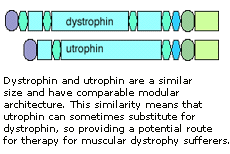 dystrophin
utrophin
Dystrophin and utrophin are a similar
size and have comparable modular
architecture. This similarity means that
utrophin can sometimes substitute for
dystrophin, so providing a potential route
for therapy for muscular dystrophy sufferers.